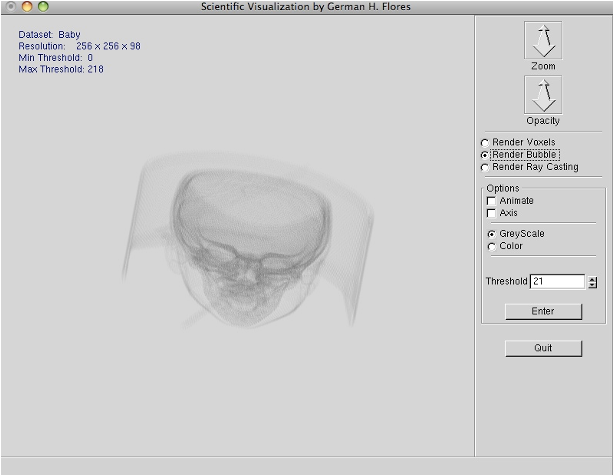 Scientific Visualization by German H. Flores
Dataset: Baby
Resolution: 256 x 256 x 98
Min Threshold: 0
Max Threshold: 218
Zoom
Opacity
Render Voxels
Render Bubble
Render Ray Casting
Options
Animate
Axis
GreyScale
Color
Threshold 21
Enter
Quit